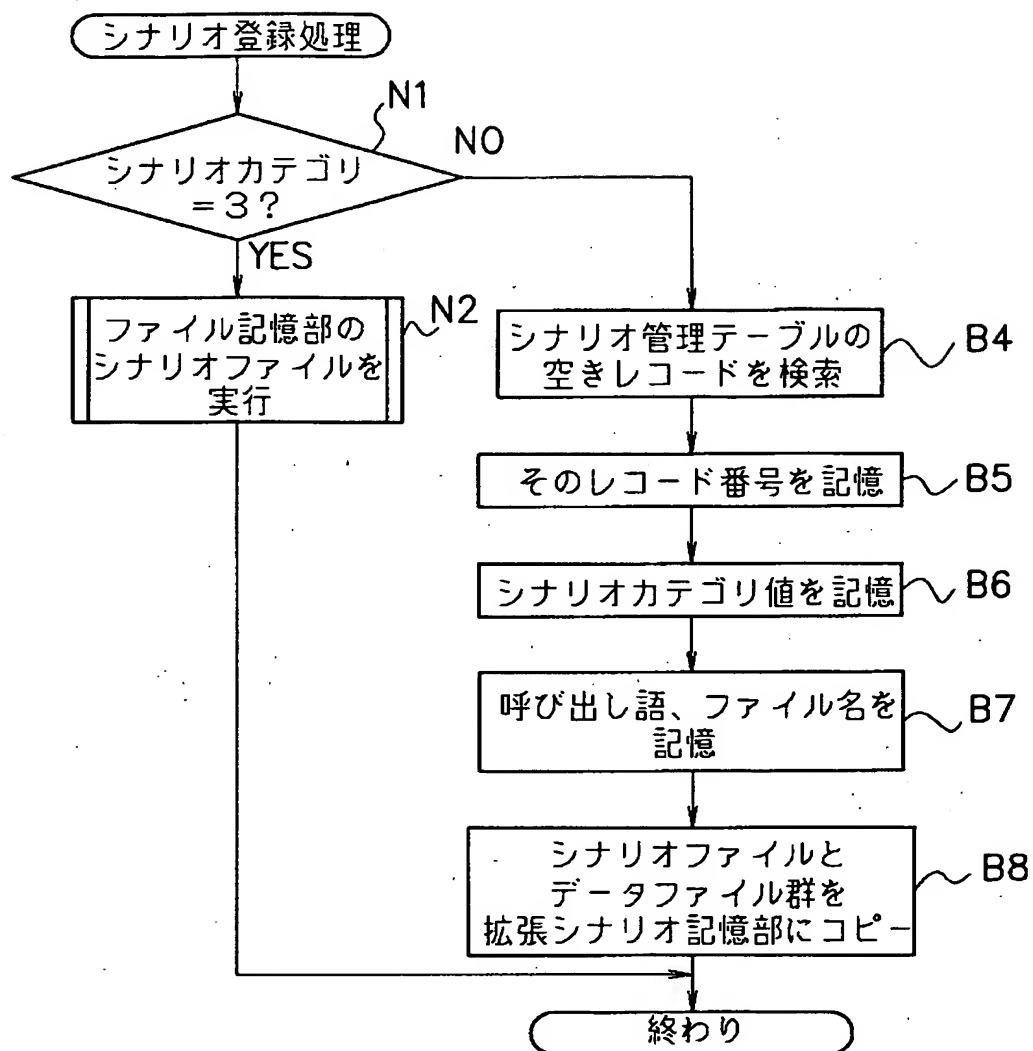 シナリオ登録処理
N1
NO
シナリオカテゴリ
=3?
YES
ファイル記憶部の
シナリオファイルを
実行
N2
シナリオ管理テーブルの
空きレコードを検索
B4
そのレコード番号を記憶
B5
シナリオカテゴリ値を記憶
B6
呼び出し語、ファイル名を
記憶
B7
シナリオファイルと
データファイル群を
拡張シナリオ記憶部にコピー
B8
終わり